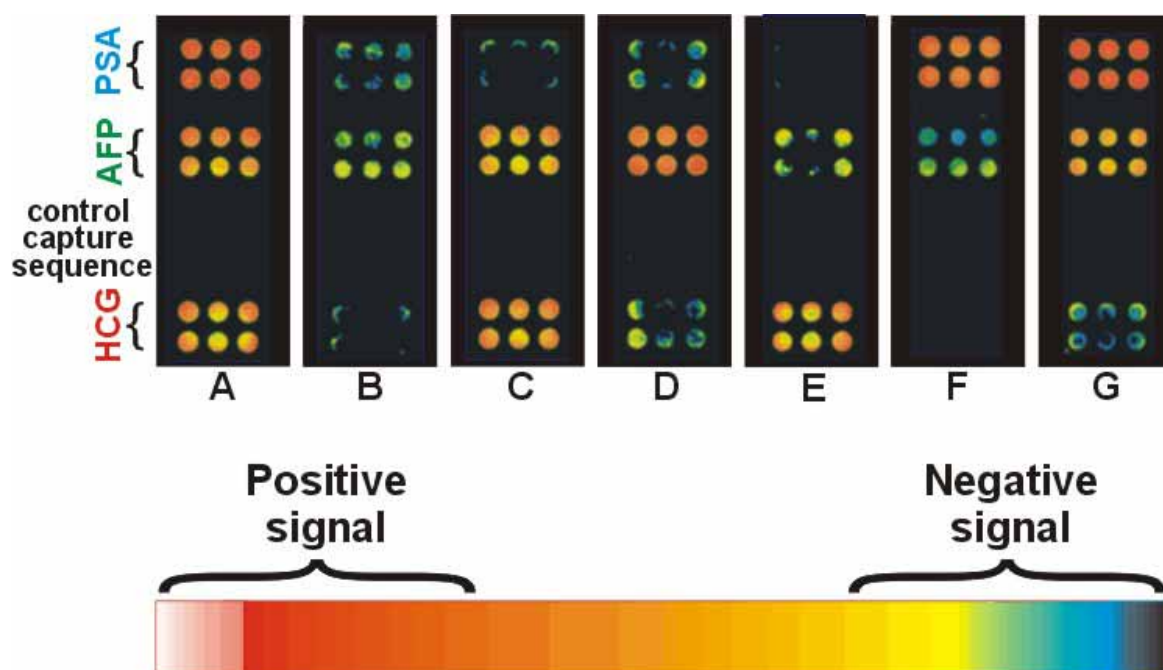 PSA
AFP
control
capture
sequence
HCG
A B C D E F G
Positive
signal
Negative
signal